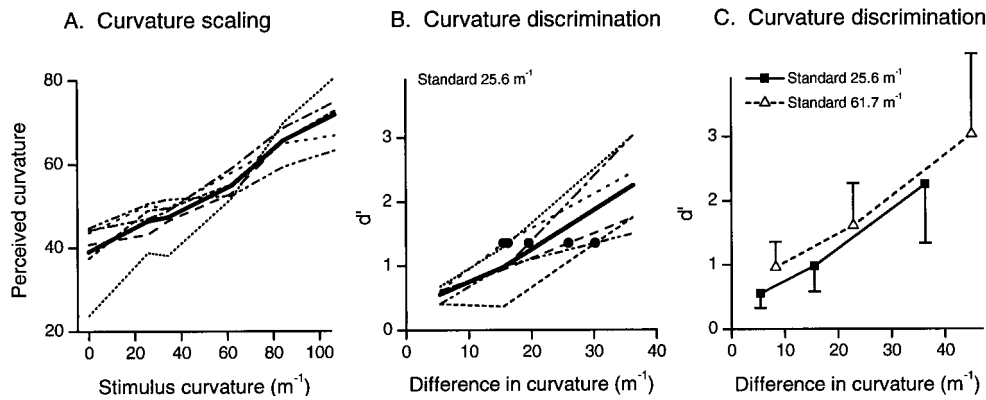 A. Curvature scaling
80
60
40
20
Perceived curvature
0 20 40 60 80 100
Stimulus curvature (m⁻¹)
B. Curvature discrimination
Standard 25.6 m⁻¹
3
2
1
0
d'
0 10 20 30 40
Difference in curvature (m⁻¹)
C. Curvature discrimination
Standard 25.6 m⁻¹
Standard 61.7 m⁻¹
3
2
1
0
d'
0 10 20 30 40
Difference in curvature (m⁻¹)